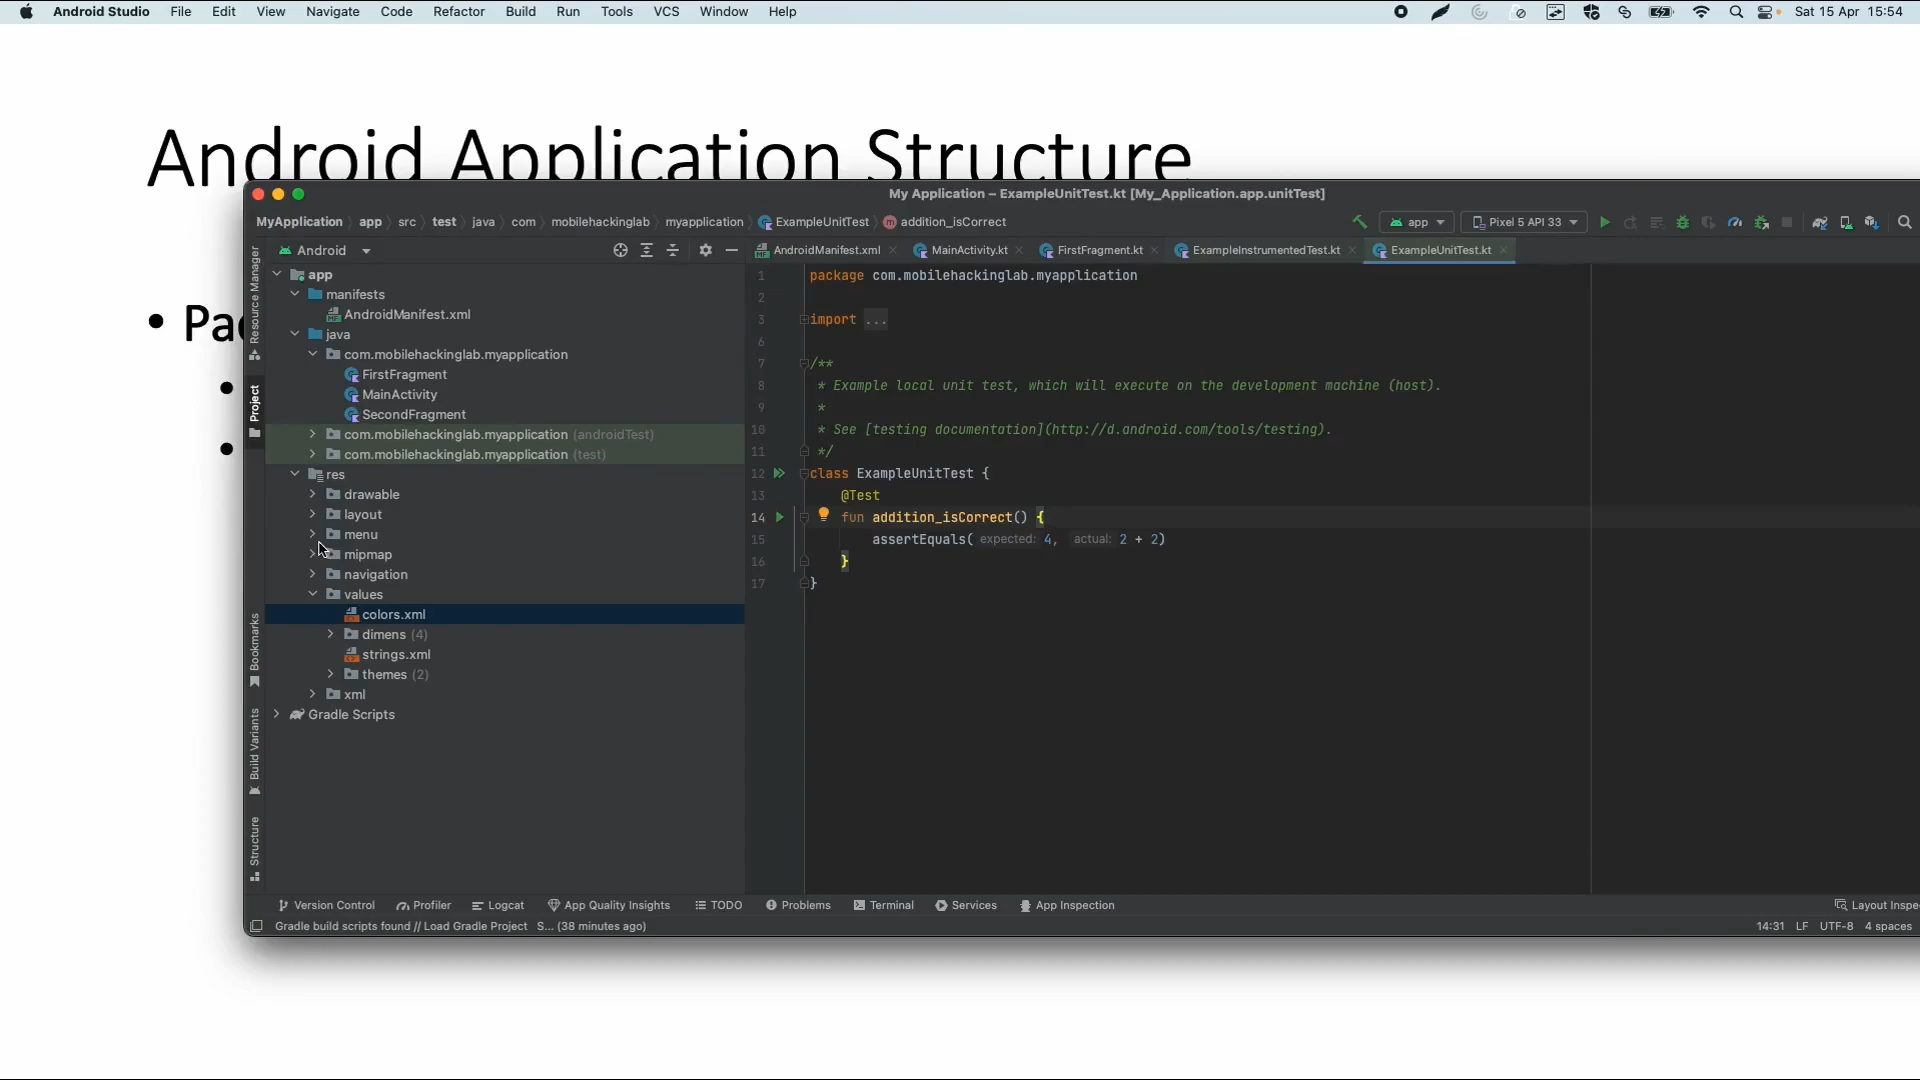 Android Studio File Edit View Navigate Code Refactor Build Run Tools VCS Window Help Sat 15 Apr 15:54
Android Application Structure
My Application – ExampleUnitTest.kt [My_Application.app.unitTest]
MyApplication app src test java com mobilehackinglab myapplication ExampleUnitTest addition_isCorrect app Pixel 5 API 33
Android
AndroidManifest.xml MainActivity.kt FirstFragment.kt ExampleInstrumentedTest.kt ExampleUnitTest.kt
Resource Manager
Project
Bookmarks
Build Variants
Structure
app
manifests
AndroidManifest.xml
java
com.mobilehackinglab.myapplication
FirstFragment
MainActivity
SecondFragment
com.mobilehackinglab.myapplication (androidTest)
com.mobilehackinglab.myapplication (test)
res
drawable
layout
menu
mipmap
navigation
values
colors.xml
dimens (4)
strings.xml
themes (2)
xml
Gradle Scripts
1 package com.mobilehackinglab.myapplication
2
3 import ...
6
7 /**
8 * Example local unit test, which will execute on the development machine (host).
9 *
10 * See [testing documentation](http://d.android.com/tools/testing).
11 */
12 class ExampleUnitTest {
13 @Test
14 fun addition_isCorrect() {
15 assertEquals( expected: 4, actual: 2 + 2)
16 }
17 }
Version Control Profiler Logcat App Quality Insights TODO Problems Terminal Services App Inspection Layout Inspe
Gradle build scripts found // Load Gradle Project S... (38 minutes ago) 14:31 LF UTF-8 4 spaces